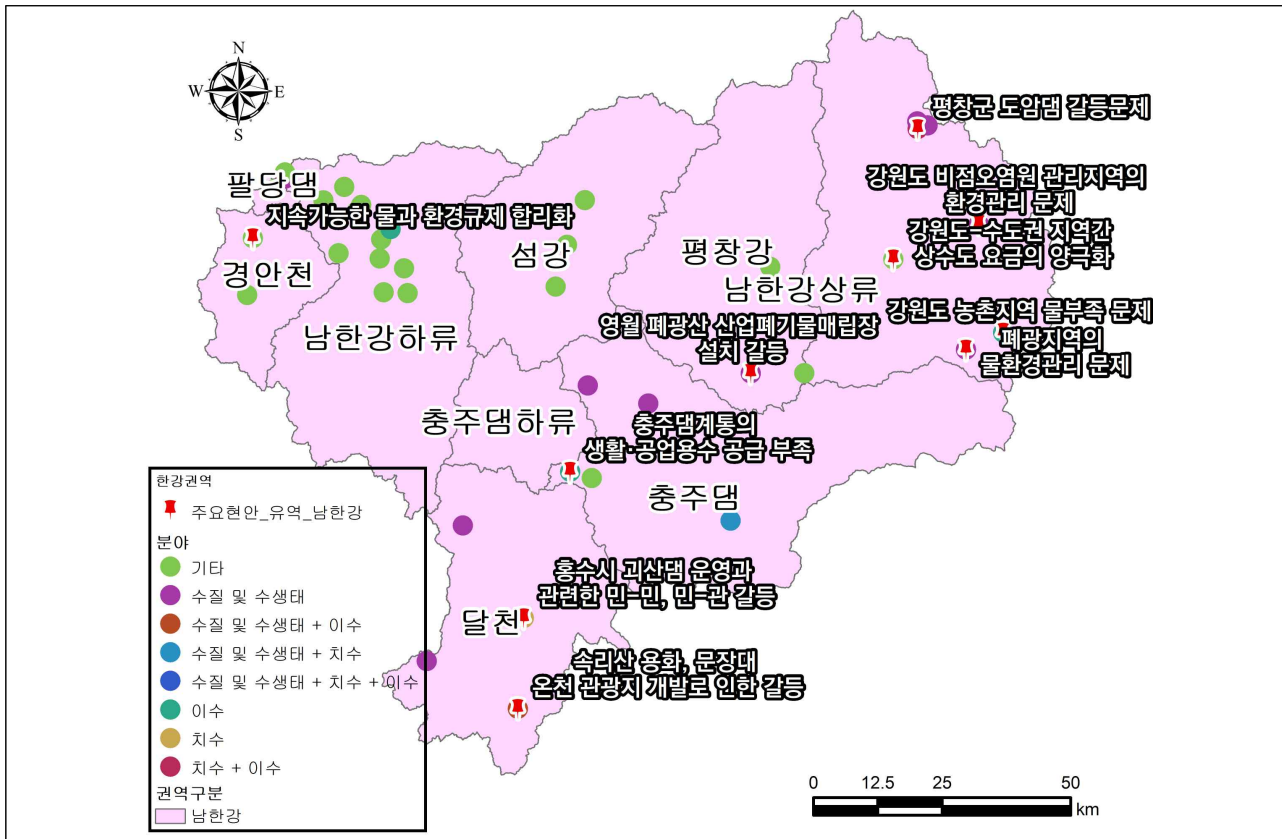 N
W
E
S
평창군 도암댐 갈등문제
강원도 비점오염원 관리지역의
환경관리 문제
강원도-수도권 지역간
상수도 요금의 양극화
팔당댐
지속가능한 물과 환경규제 합리화
경안천
섬강
평창강
남한강상류
남한강하류
강원도 농촌지역 물부족 문제
폐광지역의
물환경관리 문제
영월 폐광산 산업폐기물매립장
설치 갈등
충주댐하류
충주댐계통의
생활·공업용수 공급 부족
충주댐
홍수시 괴산댐 운영과
관련한 민-민, 민-관 갈등
달천
속리산 용화, 문장대
온천 관광지 개발로 인한 갈등
한강권역
주요현안_유역_남한강
분야
기타
수질 및 수생태
수질 및 수생태 + 이수
수질 및 수생태 + 치수
수질 및 수생태 + 치수 + 이수
이수
치수
치수 + 이수
권역구분
남한강
0 12.5 25 50
km